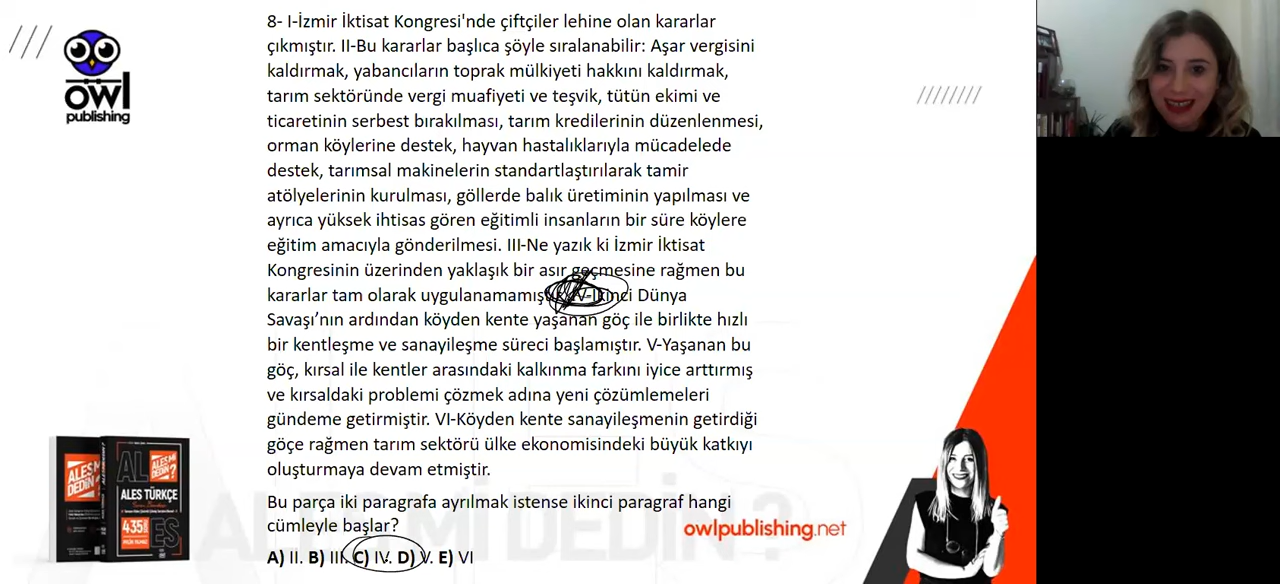 8- I-İzmir İktisat Kongresi'nde çiftçiler lehine olan kararlar
çıkmıştır. II-Bu kararlar başlıca şöyle sıralanabilir: Aşar vergisini
kaldırmak, yabancıların toprak mülkiyeti hakkını kaldırmak,
tarım sektöründe vergi muafiyeti ve teşvik, tütün ekimi ve
ticaretinin serbest bırakılması, tarım kredilerinin düzenlenmesi,
orman köylerine destek, hayvan hastalıklarıyla mücadelede
destek, tarımsal makinelerin standartlaştırılarak tamir
atölyelerinin kurulması, göllerde balık üretiminin yapılması ve
ayrıca yüksek ihtisas gören eğitimli insanların bir süre köylere
eğitim amacıyla gönderilmesi. III-Ne yazık ki İzmir İktisat
Kongresinin üzerinden yaklaşık bir asır geçmesine rağmen bu
kararlar tam olarak uygulanamamıştır. IV-İkinci Dünya
Savaşı’nın ardından köyden kente yaşanan göç ile birlikte hızlı
bir kentleşme ve sanayileşme süreci başlamıştır. V-Yaşanan bu
göç, kırsal ile kentler arasındaki kalkınma farkını iyice arttırmış
ve kırsaldaki problemi çözmek adına yeni çözümlemeleri
gündeme getirmiştir. VI-Köyden kente sanayileşmenin getirdiği
göçe rağmen tarım sektörü ülke ekonomisindeki büyük katkıyı
oluşturmaya devam etmiştir.
Bu parça iki paragrafa ayrılmak istense ikinci paragraf hangi
cümleyle başlar?
A) II. B) III. C) IV. D) V. E) VI
owl
publishing
owlpublishing.net
ALES Mİ
DEDİN ?
ALES TÜRKÇE
435